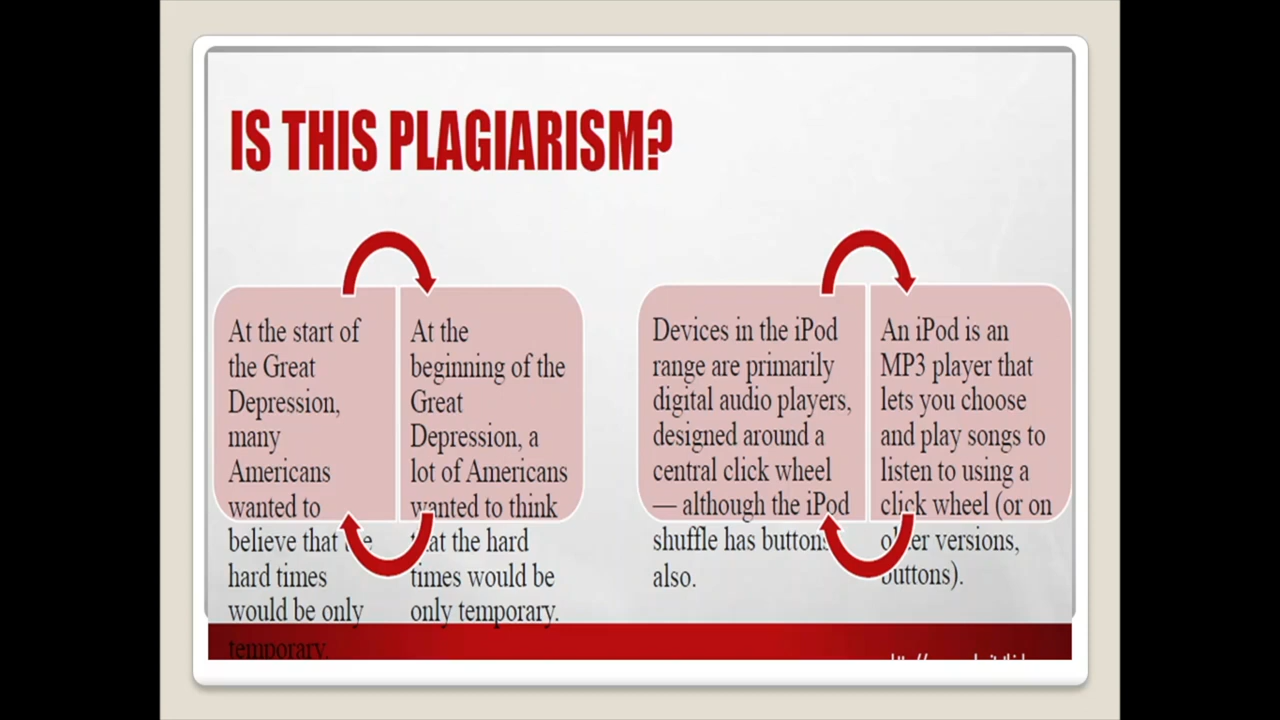 IS THIS PLAGIARISM?
At the start of
the Great
Depression,
many
Americans
wanted to
believe that the
hard times
would be only
temporary.
At the
beginning of the
Great
Depression, a
lot of Americans
wanted to think
that the hard
times would be
only temporary.
Devices in the iPod
range are primarily
digital audio players,
designed around a
central click wheel
— although the iPod
shuffle has buttons
also.
An iPod is an
MP3 player that
lets you choose
and play songs to
listen to using a
click wheel (or on
other versions,
buttons).